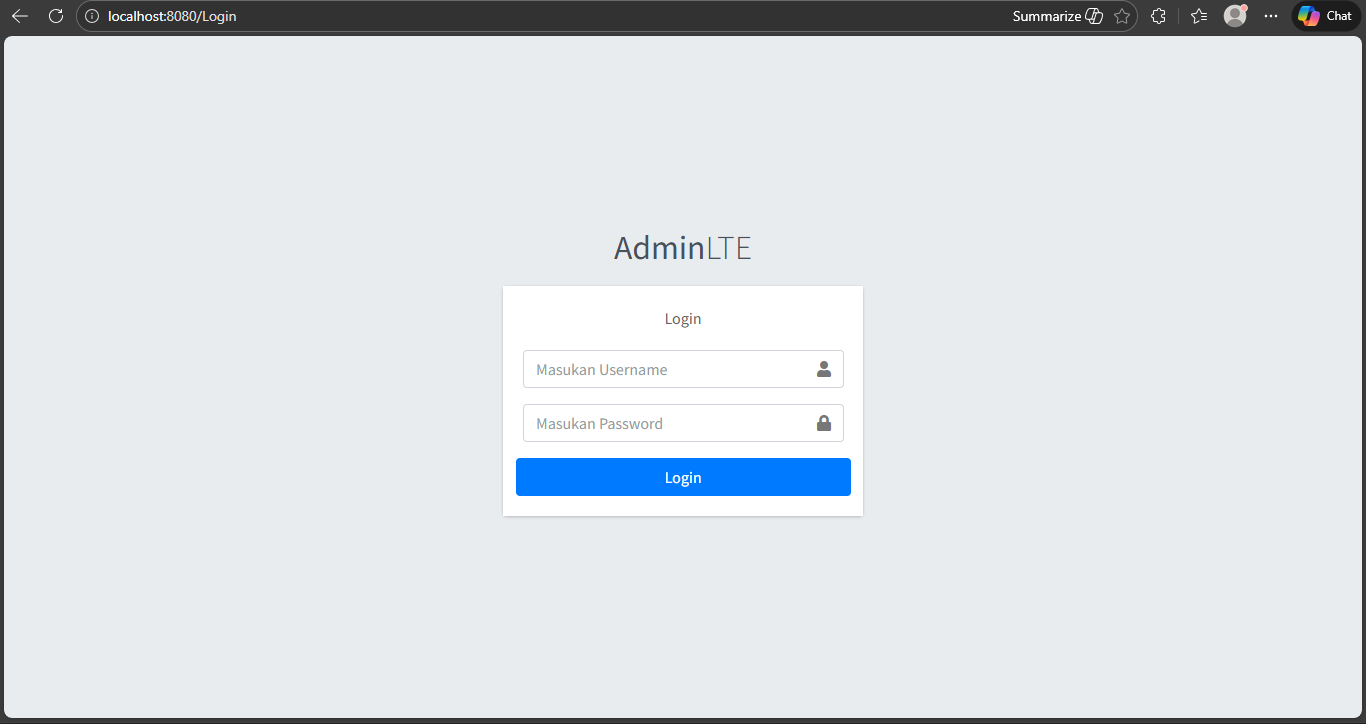 localhost:8080/Login
Summarize
Chat
AdminLTE
Login
Masukan Username
Masukan Password
Login